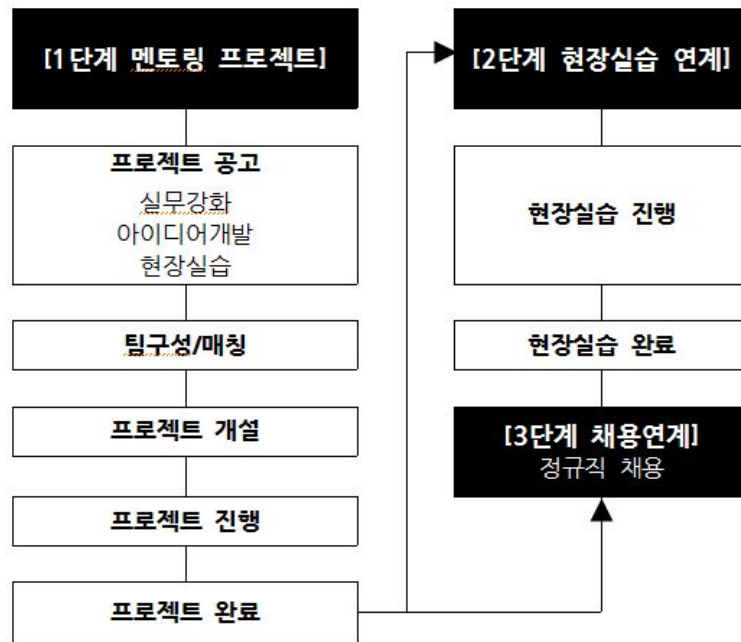 [1단계 멘토링 프로젝트]
프로젝트 공고
실무강화
아이디어개발
현장실습
팀구성/매칭
프로젝트 개설
프로젝트 진행
프로젝트 완료
[2단계 현장실습 연계]
현장실습 진행
현장실습 완료
[3단계 채용연계]
정규직 채용